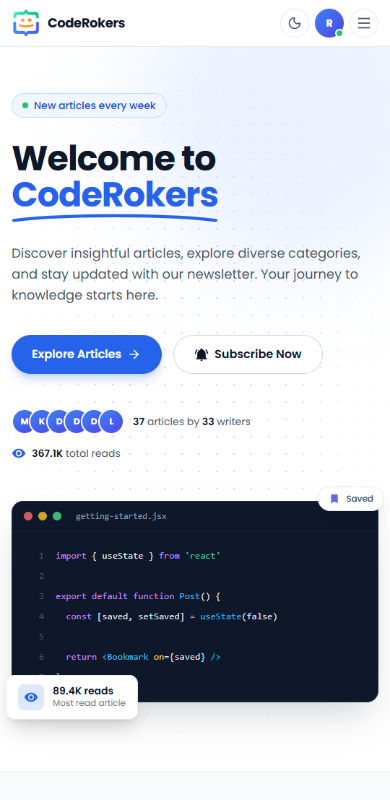 CodeRokers
R
New articles every week
Welcome to
CodeRokers
Discover insightful articles, explore diverse categories,
and stay updated with our newsletter. Your journey to
knowledge starts here.
Explore Articles →
Subscribe Now
M K D D D L
37 articles by 33 writers
367.1K total reads
Saved
getting-started.jsx
1 import { useState } from 'react'
2
3 export default function Post() {
4 const [saved, setSaved] = useState(false)
5
6 return <Bookmark on={saved} />
89.4K reads
Most read article